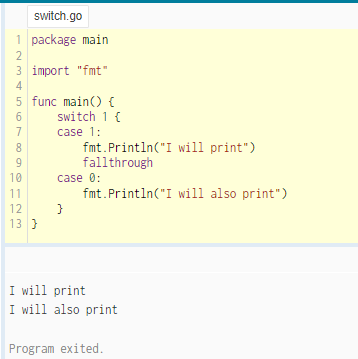 switch.go
1 package main
2
3 import "fmt"
4
5 func main() {
6     switch 1 {
7     case 1:
8         fmt.Println("I will print")
9         fallthrough
10     case 0:
11         fmt.Println("I will also print")
12     }
13 }
I will print
I will also print
Program exited.